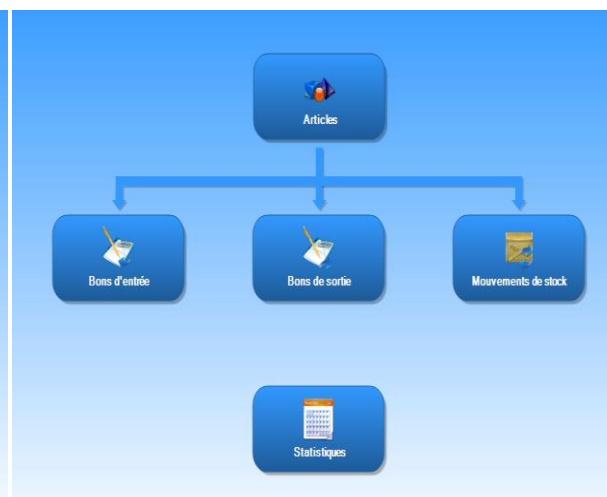 Articles
Bons d'entrée
Bons de sortie
Mouvements de stock
Statistiques